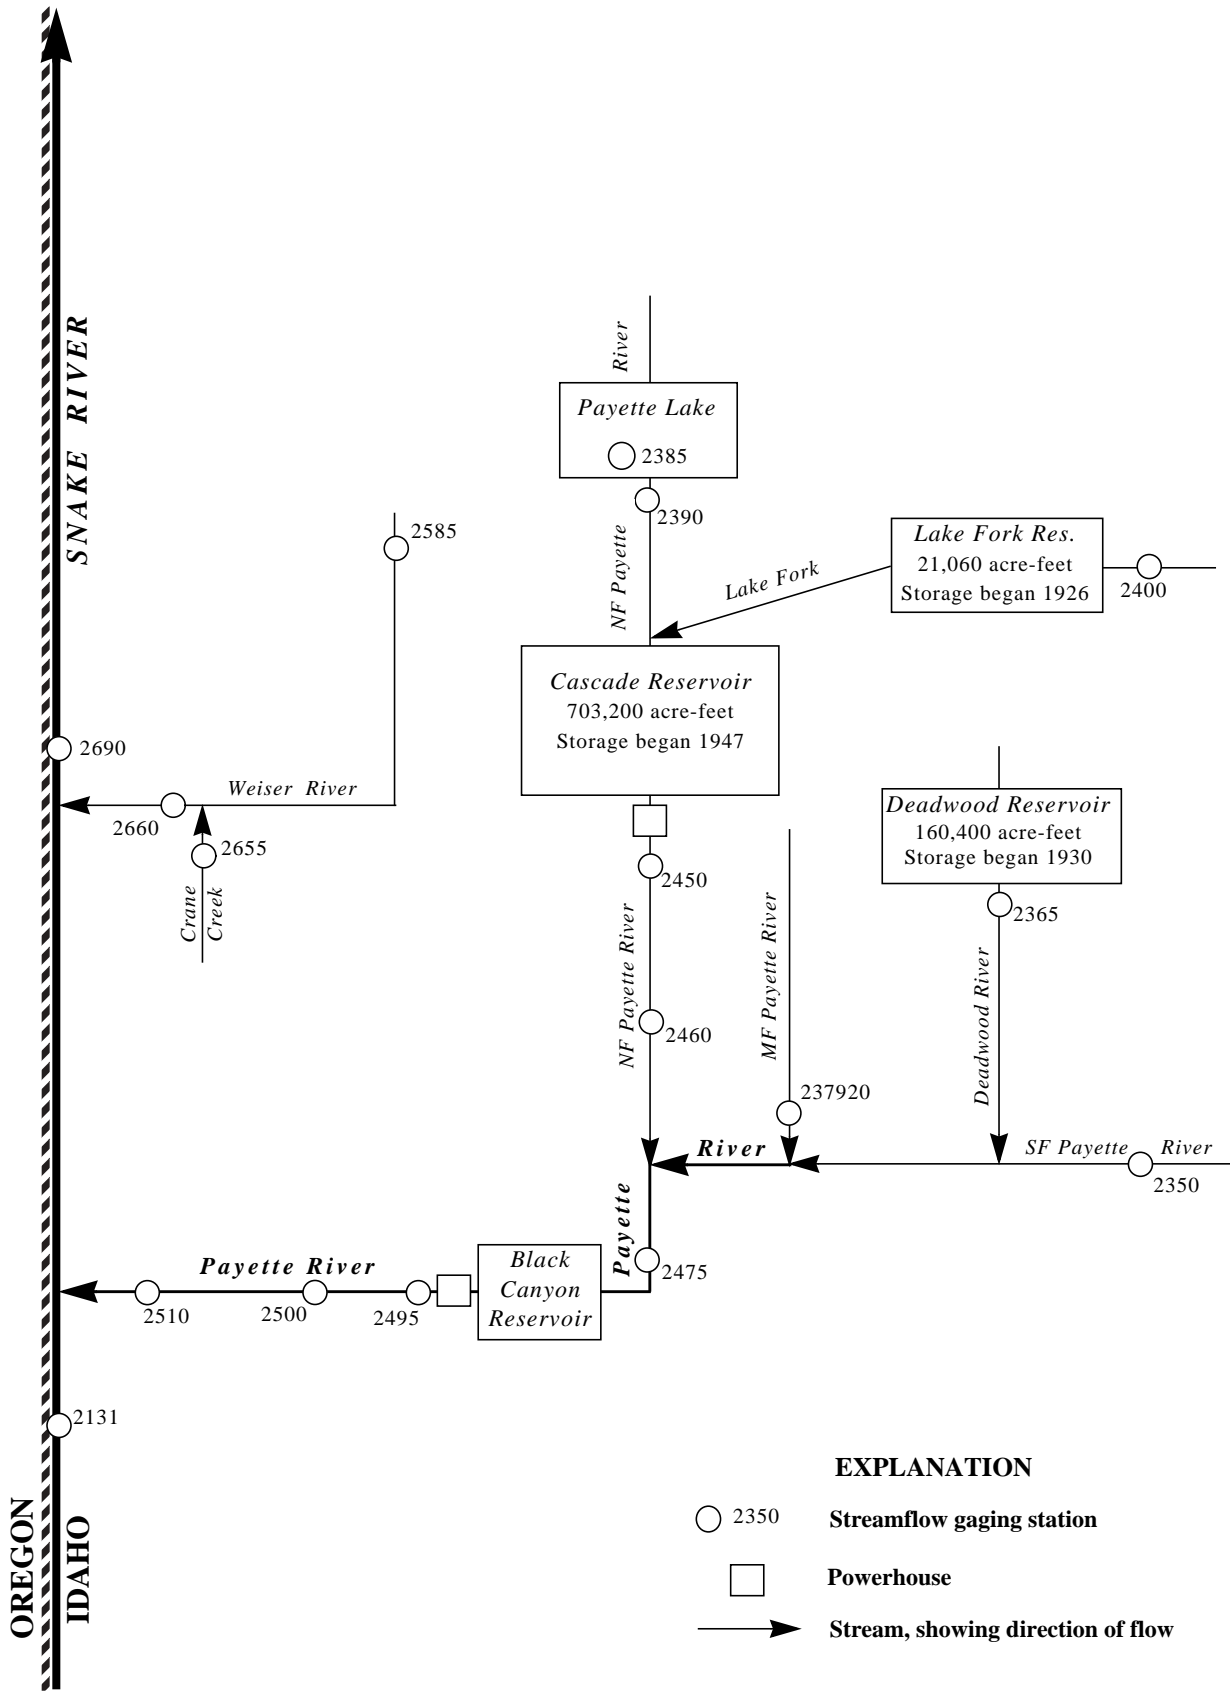 River
Payette Lake
2385
2390
NF Payette
SNAKE RIVER
2585
Lake Fork Res.
21,060 acre-feet
Storage began 1926
2400
Lake Fork
Cascade Reservoir
703,200 acre-feet
Storage began 1947
2690
Weiser River
2660
2655
Crane
Creek
Deadwood Reservoir
160,400 acre-feet
Storage began 1930
2450
2365
NF Payette River
MF Payette River
Deadwood River
2460
237920
River
SF Payette River
2350
Payette
2475
Black
Canyon
Reservoir
Payette River
2510
2500
2495
2131
OREGON
IDAHO
EXPLANATION
2350 Streamflow gaging station
Powerhouse
Stream, showing direction of flow